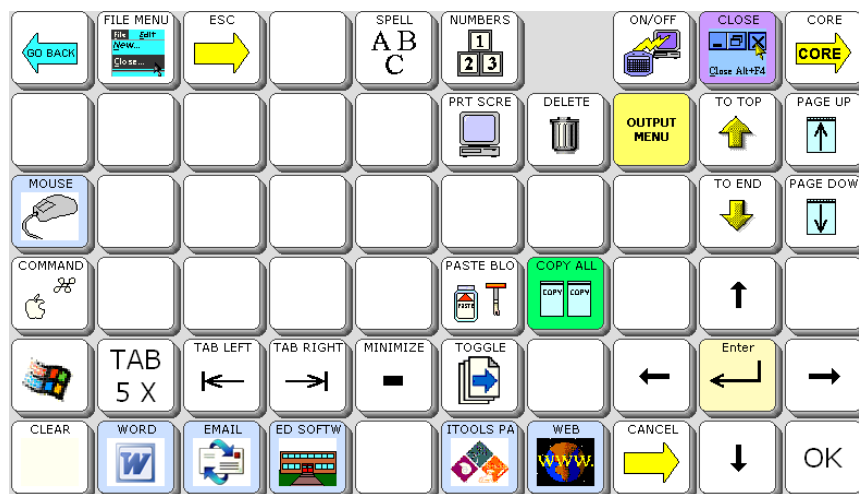 FILE MENU
ESC
SPELL
NUMBERS
ON/OFF
CLOSE
CORE
GO BACK
File Edit
New...
Close...
A B
C
1
2 3
Close Alt+F4
CORE
PRT SCRE
DELETE
OUTPUT
MENU
TO TOP
PAGE UP
MOUSE
TO END
PAGE DOW
COMMAND
PASTE BLO
PASTE
COPY ALL
COPY COPY
TAB
5 X
TAB LEFT
TAB RIGHT
MINIMIZE
TOGGLE
Enter
CLEAR
WORD
W
EMAIL
ED SOFTW
ITOOLS PA
WEB
WWW.
CANCEL
OK